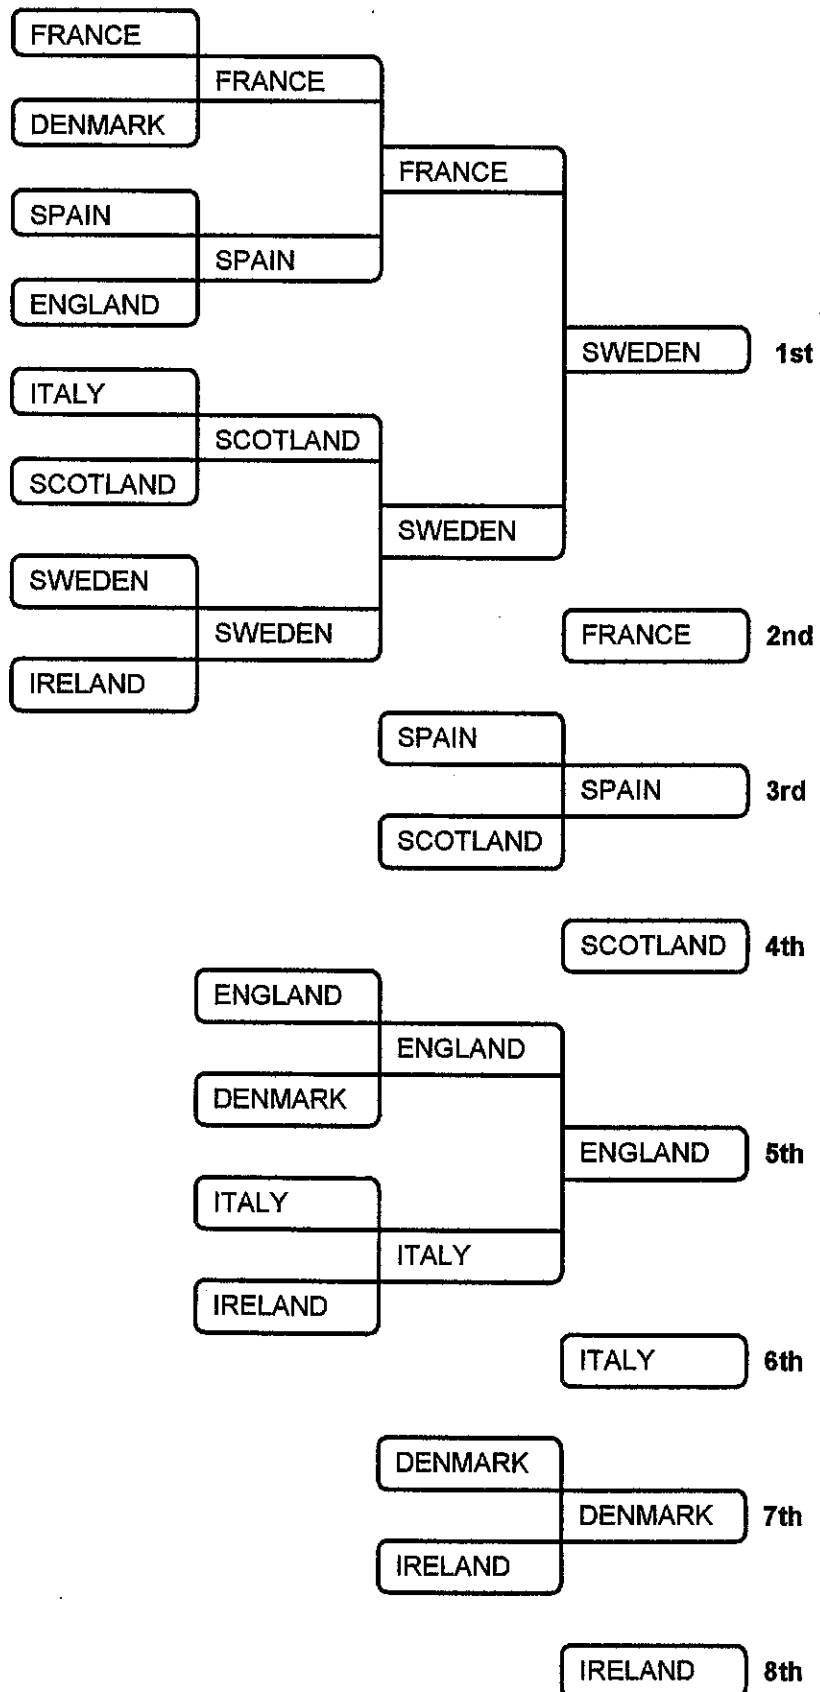 FRANCE
FRANCE
DENMARK
FRANCE
SPAIN
SPAIN
ENGLAND
SWEDEN 1st
ITALY
SCOTLAND
SCOTLAND
SWEDEN
SWEDEN
SWEDEN
FRANCE 2nd
IRELAND
SPAIN
SPAIN 3rd
SCOTLAND
SCOTLAND 4th
ENGLAND
ENGLAND
DENMARK
ENGLAND 5th
ITALY
ITALY
IRELAND
ITALY 6th
DENMARK
DENMARK 7th
IRELAND
IRELAND 8th